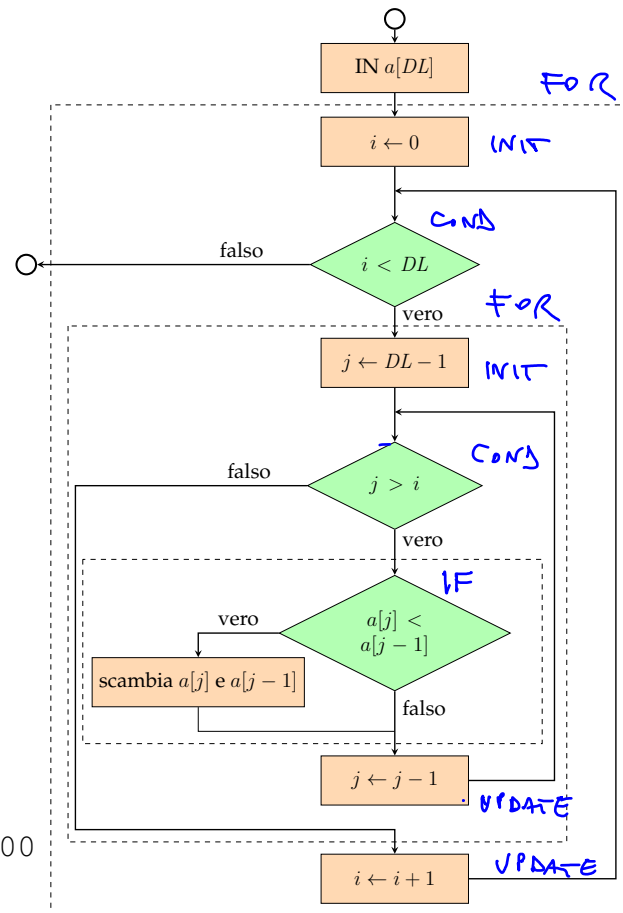 IN a[DL]
FOR
i ← 0
INIT
COND
falso
i < DL
FOR
vero
j ← DL − 1
INIT
falso
COND
j > i
vero
IF
vero
a[j] <
a[j − 1]
scambia a[j] e a[j − 1]
falso
j ← j − 1
UPDATE
00
UPDATE
i ← i + 1